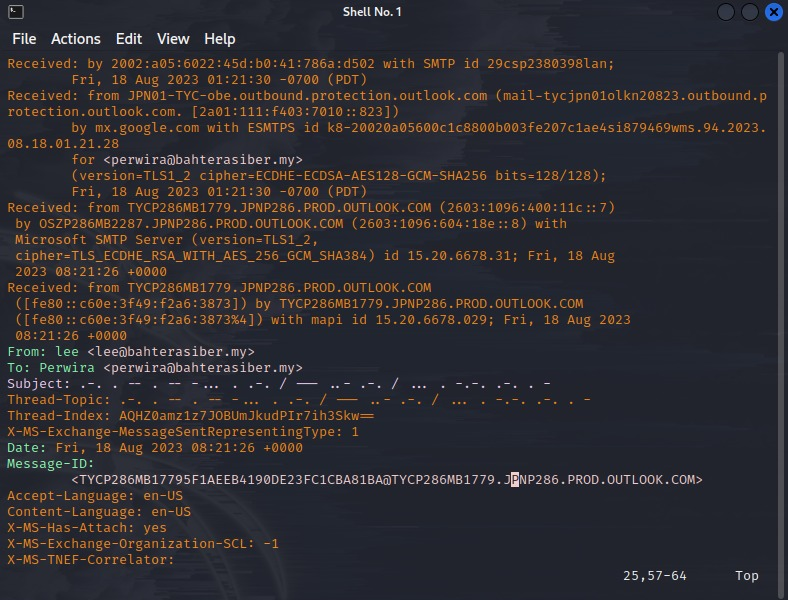 Shell No. 1
File Actions Edit View Help
Received: by 2002:a05:6022:45d:b0:41:786a:d502 with SMTP id 29csp2380398lan;
Fri, 18 Aug 2023 01:21:30 -0700 (PDT)
Received: from JPN01-TYC-obe.outbound.protection.outlook.com (mail-tycjpn01olkn20823.outbound.p
rotection.outlook.com. [2a01:111:f403:7010::823])
by mx.google.com with ESMTPS id k8-20020a05600c1c8800b003fe207c1ae4si879469wms.94.2023.
08.18.01.21.28
for <perwira@bahterasiber.my>
(version=TLS1_2 cipher=ECDHE-ECDSA-AES128-GCM-SHA256 bits=128/128);
Fri, 18 Aug 2023 01:21:30 -0700 (PDT)
Received: from TYCP286MB1779.JPNP286.PROD.OUTLOOK.COM (2603:1096:400:11c::7)
by OSZP286MB2287.JPNP286.PROD.OUTLOOK.COM (2603:1096:604:18e::8) with
Microsoft SMTP Server (version=TLS1_2,
cipher=TLS_ECDHE_RSA_WITH_AES_256_GCM_SHA384) id 15.20.6678.31; Fri, 18 Aug
2023 08:21:26 +0000
Received: from TYCP286MB1779.JPNP286.PROD.OUTLOOK.COM
([fe80::c60e:3f49:f2a6:3873]) by TYCP286MB1779.JPNP286.PROD.OUTLOOK.COM
([fe80::c60e:3f49:f2a6:3873%4]) with mapi id 15.20.6678.029; Fri, 18 Aug 2023
08:21:26 +0000
From: lee <lee@bahterasiber.my>
To: Perwira <perwira@bahterasiber.my>
Subject: .-. . -- . -- -... . .-. / --- ..- .-. / ... . -.-. .-. . -
Thread-Topic: .-. . -- . -- -... . .-. / --- ..- .-. / ... . -.-. .-. . -
Thread-Index: AQHZ0amz1z7JOBUmJkudPIr7ih3Skw==
X-MS-Exchange-MessageSentRepresentingType: 1
Date: Fri, 18 Aug 2023 08:21:26 +0000
Message-ID:
<TYCP286MB17795F1AEEB4190DE23FC1CBA81BA@TYCP286MB1779.JPNP286.PROD.OUTLOOK.COM>
Accept-Language: en-US
Content-Language: en-US
X-MS-Has-Attach: yes
X-MS-Exchange-Organization-SCL: -1
X-MS-TNEF-Correlator:
25,57-64 Top